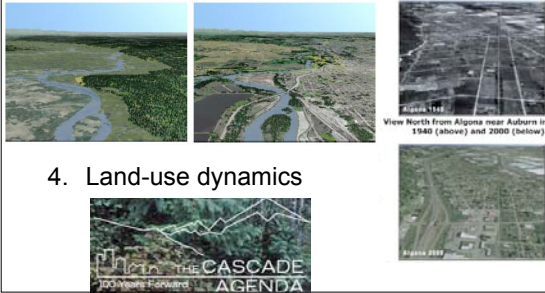 Algona 1940
View North from Algona near Auburn in
1940 (above) and 2000 (below)
4. Land-use dynamics
THE CASCADE
100 Years Forward AGENDA
Algona 2000